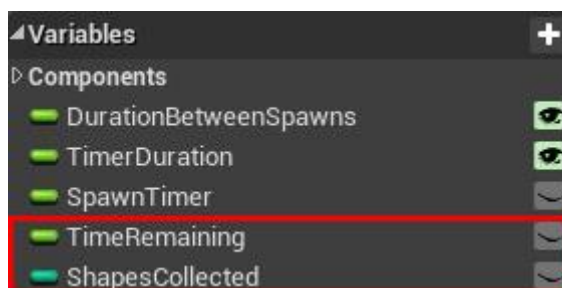 Variables
Components
DurationBetweenSpawns
TimerDuration
SpawnTimer
TimeRemaining
ShapesCollected